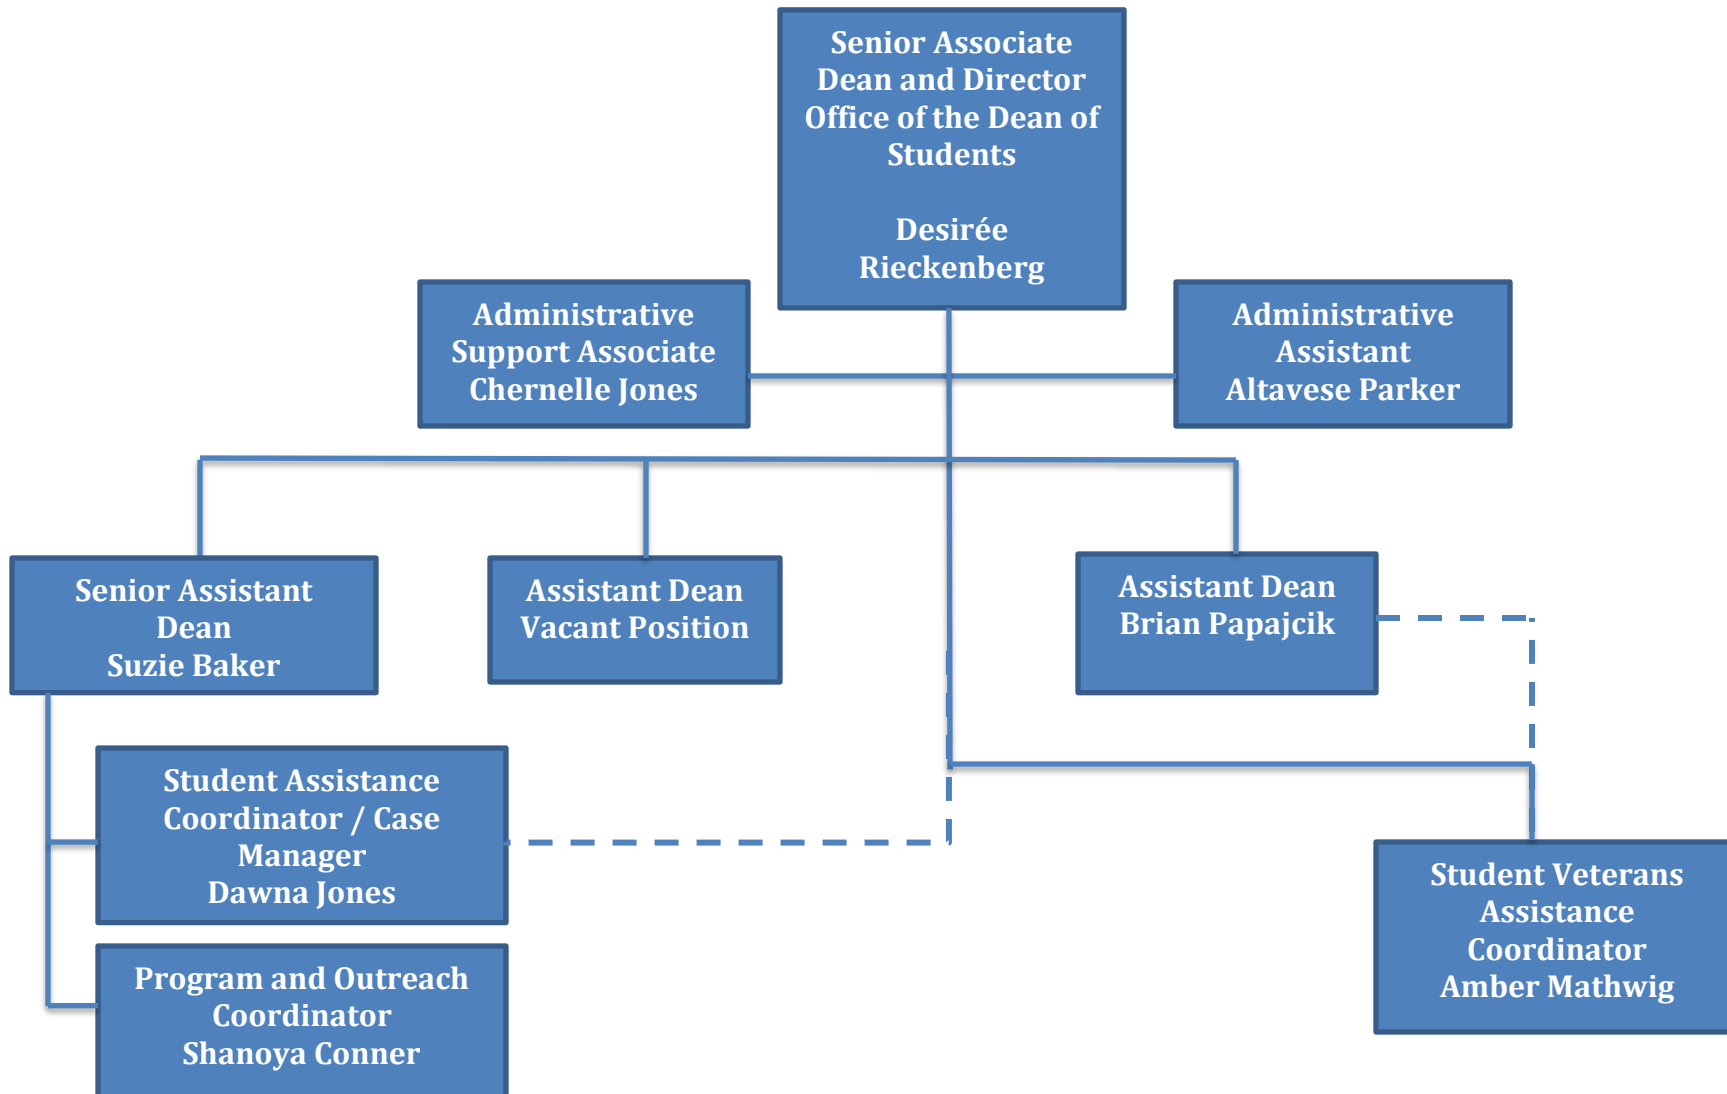 Senior Associate
Dean and Director
Office of the Dean of
Students
Desirée
Rieckenberg
Administrative
Support Associate
Chernelle Jones
Administrative
Assistant
Altavese Parker
Senior Assistant
Dean
Suzie Baker
Assistant Dean
Vacant Position
Assistant Dean
Brian Papajcik
Student Assistance
Coordinator / Case
Manager
Dawna Jones
Student Veterans
Assistance
Coordinator
Amber Mathwig
Program and Outreach
Coordinator
Shanoya Conner